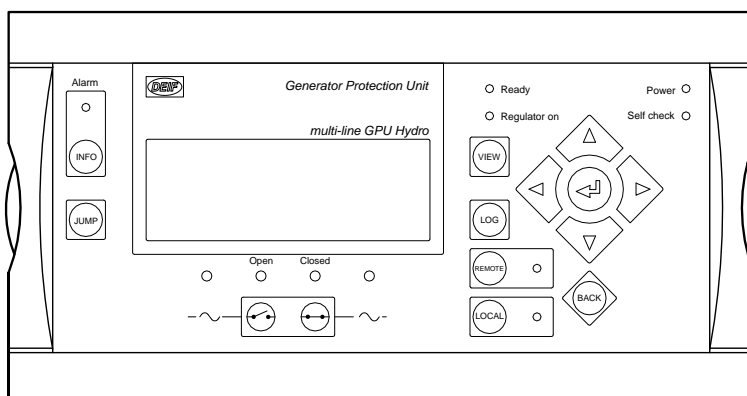 Alarm
INFO
JUMP
DEIF
Generator Protection Unit
multi-line GPU Hydro
Open Closed
Ready
Regulator on
Power
Self check
VIEW
LOG
REMOTE
LOCAL
BACK